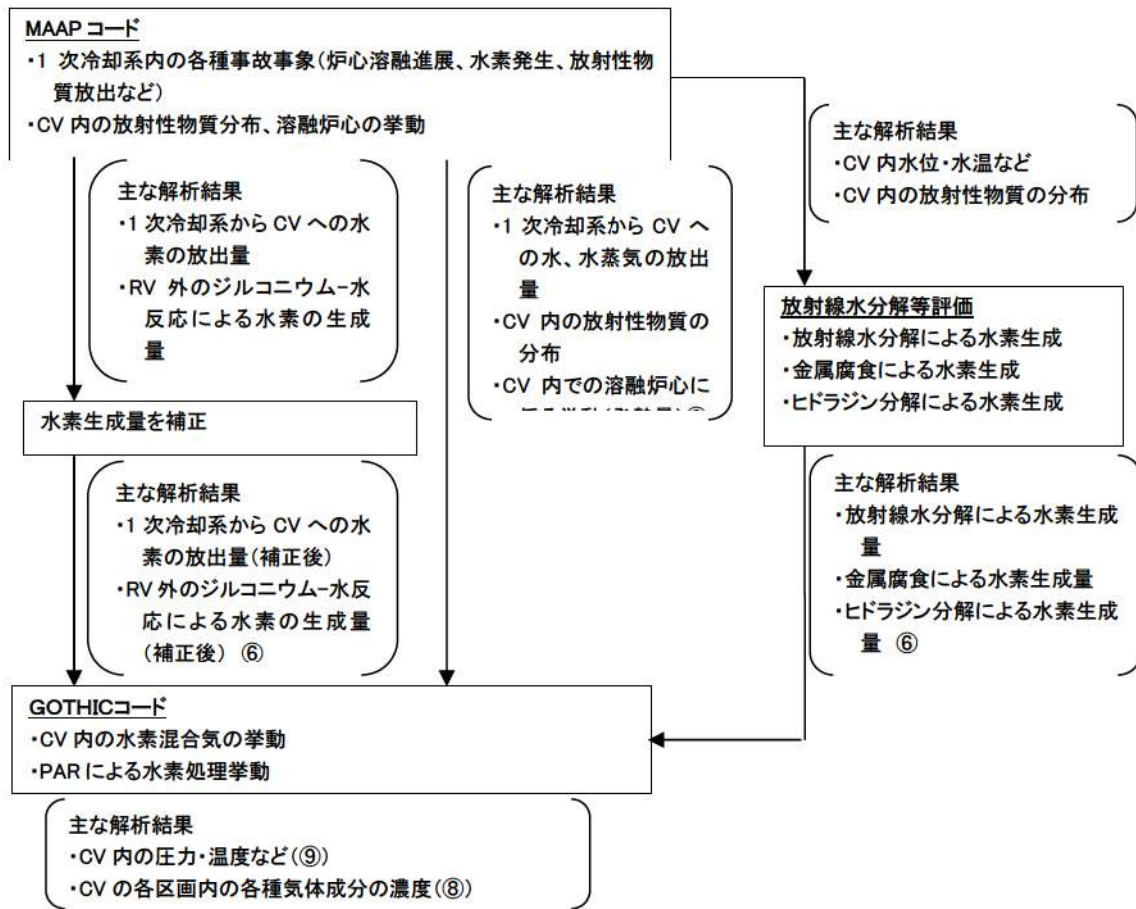 MAAP コード
・1 次冷却系内の各種事故事象(炉心溶融進展、水素発生、放射性物
質放出など)
・CV 内の放射性物質分布、溶融炉心の挙動
主な解析結果
・CV 内水位・水温など
・CV 内の放射性物質の分布
主な解析結果
・1 次冷却系から CV への水
素の放出量
・RV 外のジルコニウム-水
反応による水素の生成
量
主な解析結果
・1 次冷却系から CV へ
の水、水蒸気の放出
量
・CV 内の放射性物質の
分布
・CV 内での溶融炉心に
放射線水分解等評価
・放射線水分解による水素生成
・金属腐食による水素生成
・ヒドラジン分解による水素生成
水素生成量を補正
主な解析結果
・1 次冷却系から CV への水
素の放出量(補正後)
・RV 外のジルコニウム-水反
応による水素の生成量
(補正後) ⑥
主な解析結果
・放射線水分解による水素生成
量
・金属腐食による水素生成量
・ヒドラジン分解による水素生成
量 ⑥
GOTHICコード
・CV 内の水素混合気の挙動
・PAR による水素処理挙動
主な解析結果
・CV 内の圧力・温度など(⑨)
・CV の各区画内の各種気体成分の濃度(⑧)